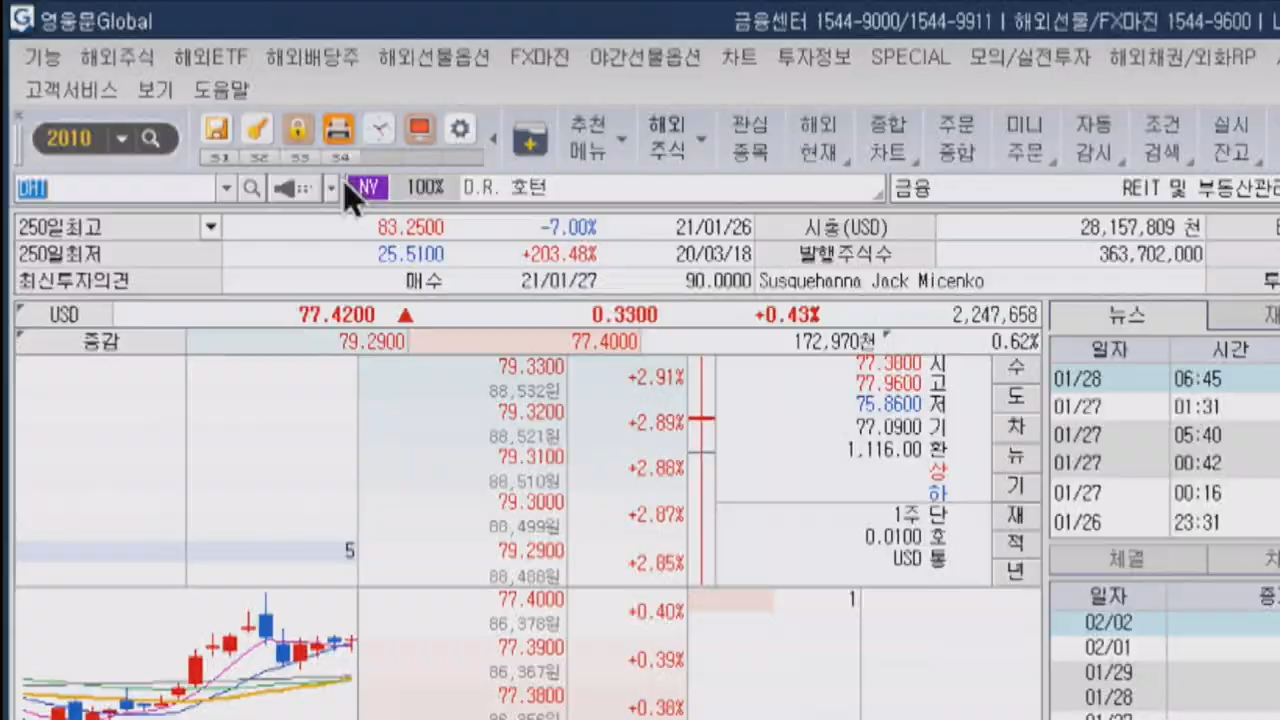 영웅문Global 금융센터 1544-9000/1544-9911 | 해외선물/FX마진 1544-9600 |
기능 해외주식 해외ETF 해외배당주 해외선물옵션 FX마진 야간선물옵션 차트 투자정보 SPECIAL 모의/실전투자 해외채권/외화RP
고객서비스 보기 도움말
2010
추천 메뉴 해외 주식 관심 종목 해외 현재 종합 차트 주문 종합 미니 주문 자동 감시 조건 검색 실시 잔고
S1 S2 S3 S4
DHI NY 100% D.R. 호턴 금융 REIT 및 부동산관리
250일최고 83.2500 -7.00% 21/01/26 시총(USD) 28,157,809 천
250일최저 25.5100 +203.48% 20/03/18 발행주식수 363,702,000
최신투자의견 매수 21/01/27 90.0000 Susquehanna Jack Micenko
USD 77.4200 ▲ 0.3300 +0.43% 2,247,658 뉴스
증감 79.2900 77.4000 172,970천 0.62% 일자 시간
79.3300 +2.91% 77.3800 시 수
88,532원 77.9600 고 01/28 06:45
79.3200 +2.89% 75.8600 저 도 01/27 01:31
88,521원 77.0900 기 차 01/27 05:40
79.3100 +2.88% 1,116.00 환 뉴 01/27 00:42
88,510원 상
79.3000 +2.87% 하 기 01/27 00:16
88,499원 1주 단 재 01/26 23:31
5 79.2900 +2.85% 0.0100 호 적 체결
88,488원 USD 통 년
77.4000 +0.40% 1 일자
86,378원 02/02
77.3900 +0.39% 02/01
86,367원 01/29
77.3800 +0.38% 01/28